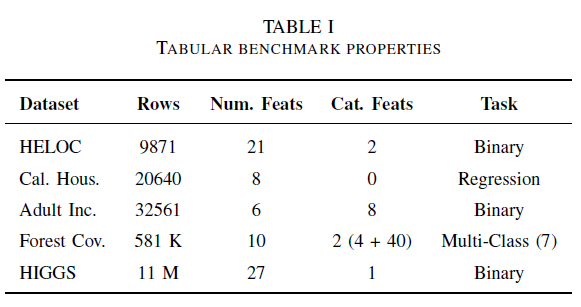 TABLE I
TABULAR BENCHMARK PROPERTIES
Dataset Rows Num. Feats Cat. Feats Task
HELOC 9871 21 2 Binary
Cal. Hous. 20640 8 0 Regression
Adult Inc. 32561 6 8 Binary
Forest Cov. 581 K 10 2 (4 + 40) Multi-Class (7)
HIGGS 11 M 27 1 Binary